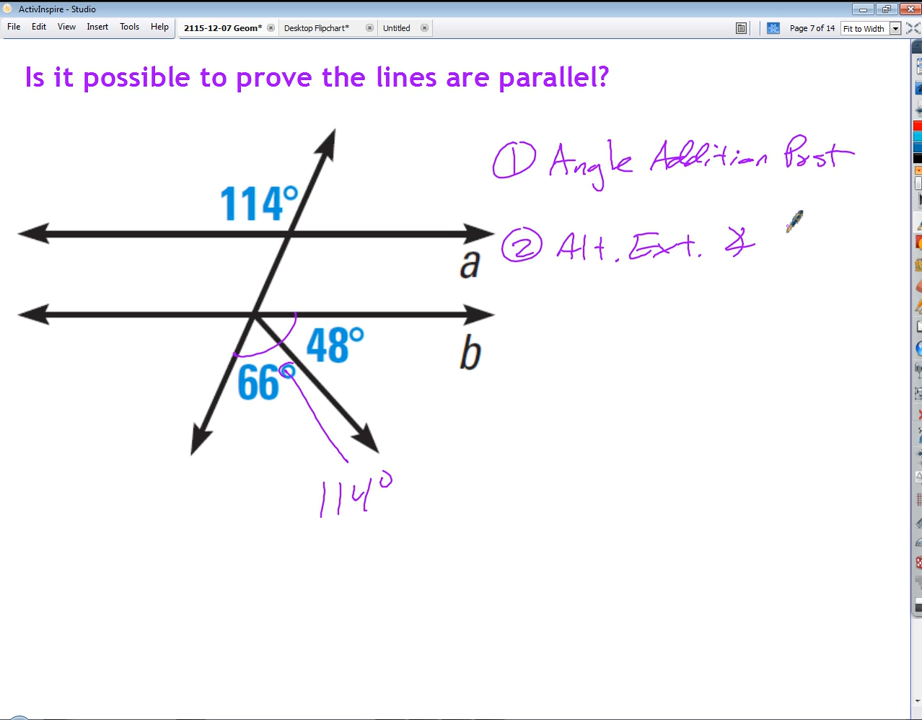 ActivInspire - Studio
File Edit View Insert Tools Help 2115-12-07 Geom* Desktop Flipchart* Untitled Page 7 of 14 Fit to Width
Is it possible to prove the lines are parallel?
① Angle Addition Post
114°
② Alt. Ext. ∡
a
48°
b
66°
114°